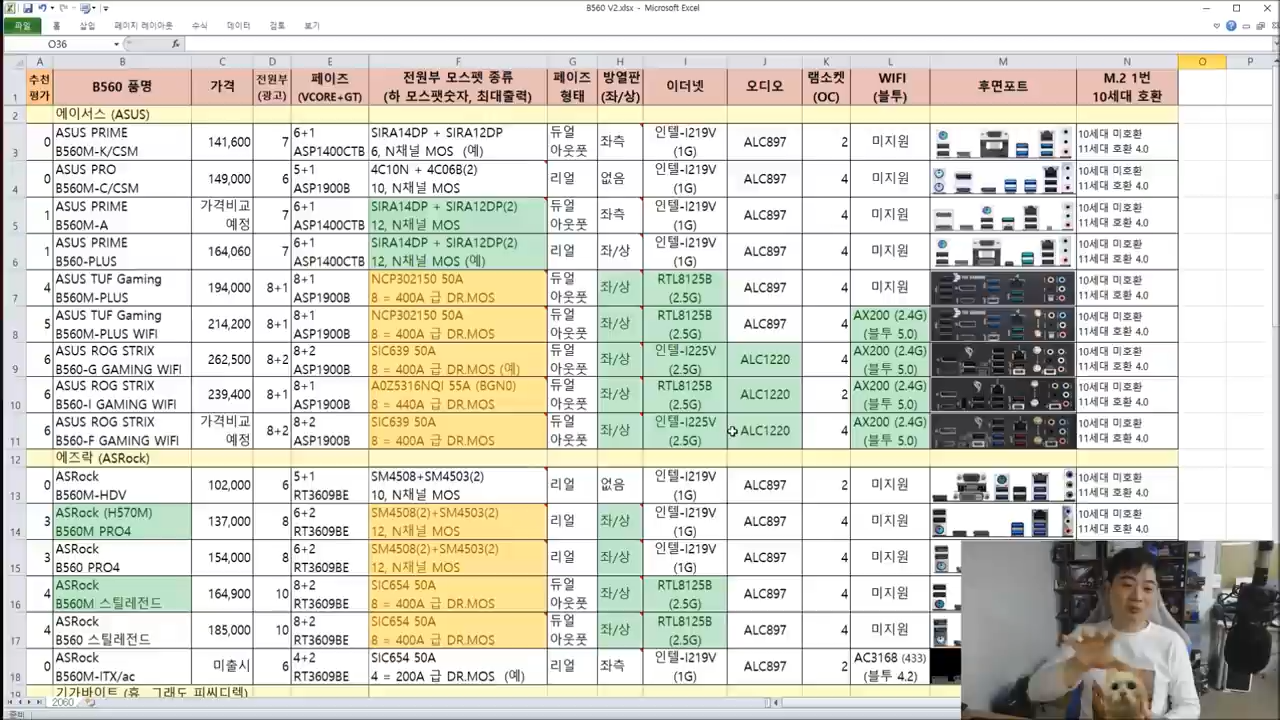 B560 V2.xlsx - Microsoft Excel
파일 홈 삽입 페이지 레이아웃 수식 데이터 검토 보기
O36 fx
A B C D E F G H I J K L M N O P
1 추천 평가 B560 품명 가격 전원부 (광고) 페이즈 (VCORE+GT) 전원부 모스펫 종류 (하 모스팻숫자, 최대출력) 페이즈 형태 방열판 (좌/상) 이더넷 오디오 램소켓 (OC) WIFI (블투) 후면포트 M.2 1번 10세대 호환
2 에이서스 (ASUS)
3 0 ASUS PRIME B560M-K/CSM 141,600 7 6+1 ASP1400CTB SIRA14DP + SIRA12DP 6, N채널 MOS (예) 듀얼 아웃풋 좌측 인텔-I219V (1G) ALC897 2 미지원 10세대 미호환 11세대 호환 4.0
4 0 ASUS PRO B560M-C/CSM 149,000 6 5+1 ASP1900B 4C10N + 4C06B(2) 10, N채널 MOS 리얼 없음 인텔-I219V (1G) ALC897 4 미지원 10세대 미호환 11세대 호환 4.0
5 1 ASUS PRIME B560M-A 가격비교 예정 7 6+1 ASP1400CTB SIRA14DP + SIRA12DP(2) 12, N채널 MOS 듀얼 아웃풋 좌측 인텔-I219V (1G) ALC897 4 미지원 10세대 미호환 11세대 호환 4.0
6 1 ASUS PRIME B560-PLUS 164,060 7 6+1 ASP1400CTB SIRA14DP + SIRA12DP(2) 12, N채널 MOS (예) 리얼 좌/상 인텔-I219V (1G) ALC897 4 미지원 10세대 미호환 11세대 호환 4.0
7 4 ASUS TUF Gaming B560M-PLUS 194,000 8+1 8+1 ASP1900B NCP302150 50A 8 = 400A 급 DR.MOS 듀얼 아웃풋 좌/상 RTL8125B (2.5G) ALC897 4 미지원 10세대 미호환 11세대 호환 4.0
8 5 ASUS TUF Gaming B560M-PLUS WIFI 214,200 8+1 8+1 ASP1900B NCP302150 50A 8 = 400A 급 DR.MOS 듀얼 아웃풋 좌/상 RTL8125B (2.5G) ALC897 4 AX200 (2.4G) (블투 5.0) 10세대 미호환 11세대 호환 4.0
9 6 ASUS ROG STRIX B560-G GAMING WIFI 262,500 8+2 8+2 ASP1900B SIC639 50A 8 = 400A 급 DR.MOS (예) 듀얼 아웃풋 좌/상 인텔-I225V (2.5G) ALC1220 4 AX200 (2.4G) (블투 5.0) 10세대 미호환 11세대 호환 4.0
10 6 ASUS ROG STRIX B560-I GAMING WIFI 239,400 8+1 8+1 ASP1900B A0Z5316NQI 55A (BGN0) 8 = 440A 급 DR.MOS 듀얼 아웃풋 좌/상 RTL8125B (2.5G) ALC1220 2 AX200 (2.4G) (블투 5.0) 10세대 미호환 11세대 호환 4.0
11 6 ASUS ROG STRIX B560-F GAMING WIFI 가격비교 예정 8+2 8+2 ASP1900B SIC639 50A 8 = 400A 급 DR.MOS 듀얼 아웃풋 좌/상 인텔-I225V (2.5G) ALC1220 4 AX200 (2.4G) (블투 5.0) 10세대 미호환 11세대 호환 4.0
12 에즈락 (ASRock)
13 0 ASRock B560M-HDV 102,000 6 5+1 RT3609BE SM4508+SM4503(2) 10, N채널 MOS 리얼 없음 인텔-I219V (1G) ALC897 2 미지원 10세대 미호환 11세대 호환 4.0
14 3 ASRock (H570M) B560M PRO4 137,000 8 6+2 RT3609BE SM4508(2)+SM4503(2) 12, N채널 MOS 리얼 좌/상 인텔-I219V (1G) ALC897 4 미지원 10세대 미호환 11세대 호환 4.0
15 3 ASRock B560 PRO4 154,000 8 6+2 RT3609BE SM4508(2)+SM4503(2) 12, N채널 MOS 리얼 좌/상 인텔-I219V (1G) ALC897 4 미지원
16 4 ASRock B560M 스틸레전드 164,900 10 8+2 RT3609BE SIC654 50A 8 = 400A 급 DR.MOS 듀얼 아웃풋 좌/상 RTL8125B (2.5G) ALC897 4 미지원
17 4 ASRock B560 스틸레전드 185,000 10 8+2 RT3609BE SIC654 50A 8 = 400A 급 DR.MOS 듀얼 아웃풋 좌/상 RTL8125B (2.5G) ALC897 4 미지원
18 0 ASRock B560M-ITX/ac 미출시 6 4+2 RT3609BE SIC654 50A 4 = 200A 급 DR.MOS (예) 리얼 좌측 인텔-I219V (1G) ALC897 2 AC3168 (433) (블투 4.2)
19 기가바이트 (흠, 그래도 피씨디렉)
2060
준비